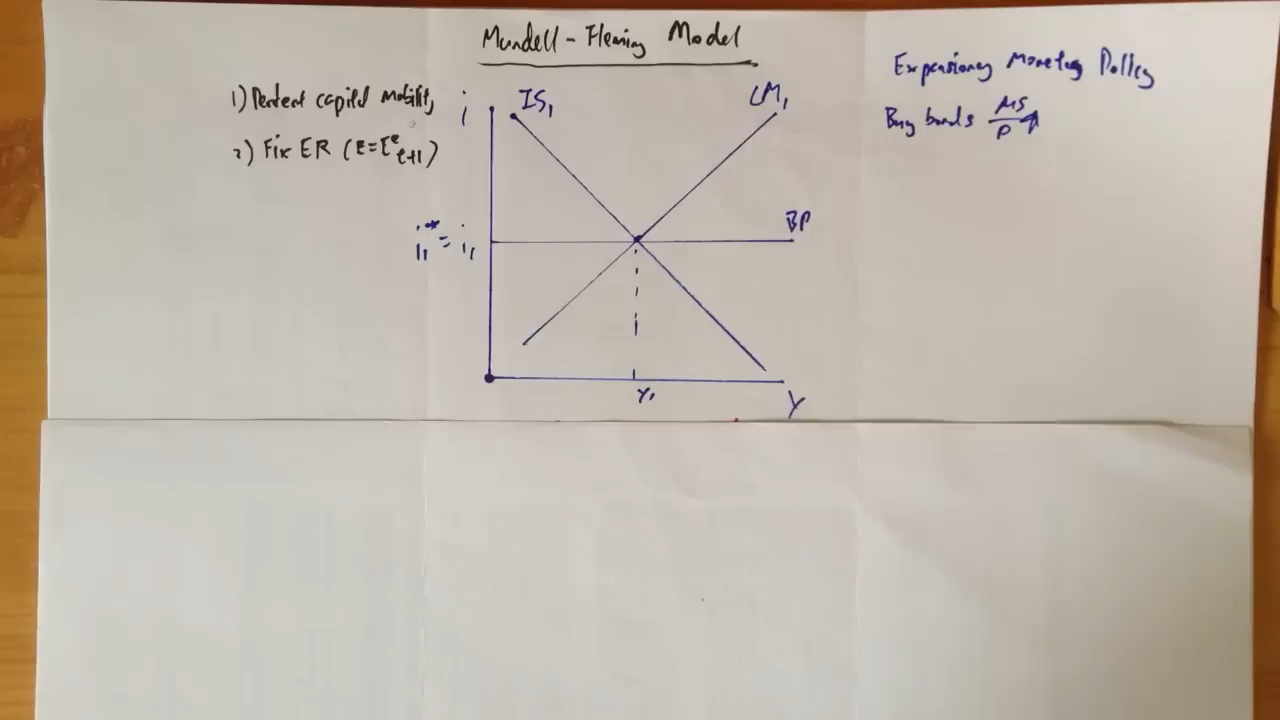 Mundell-Fleming Model
1) Perfect capital mobility
2) Fix ER (E=E^e_{t+1})
i
IS₁
LM₁
i₁* = i₁
BP
Y₁
Y
Expansionary Monetary Policy
Buy bonds MS/P ↑